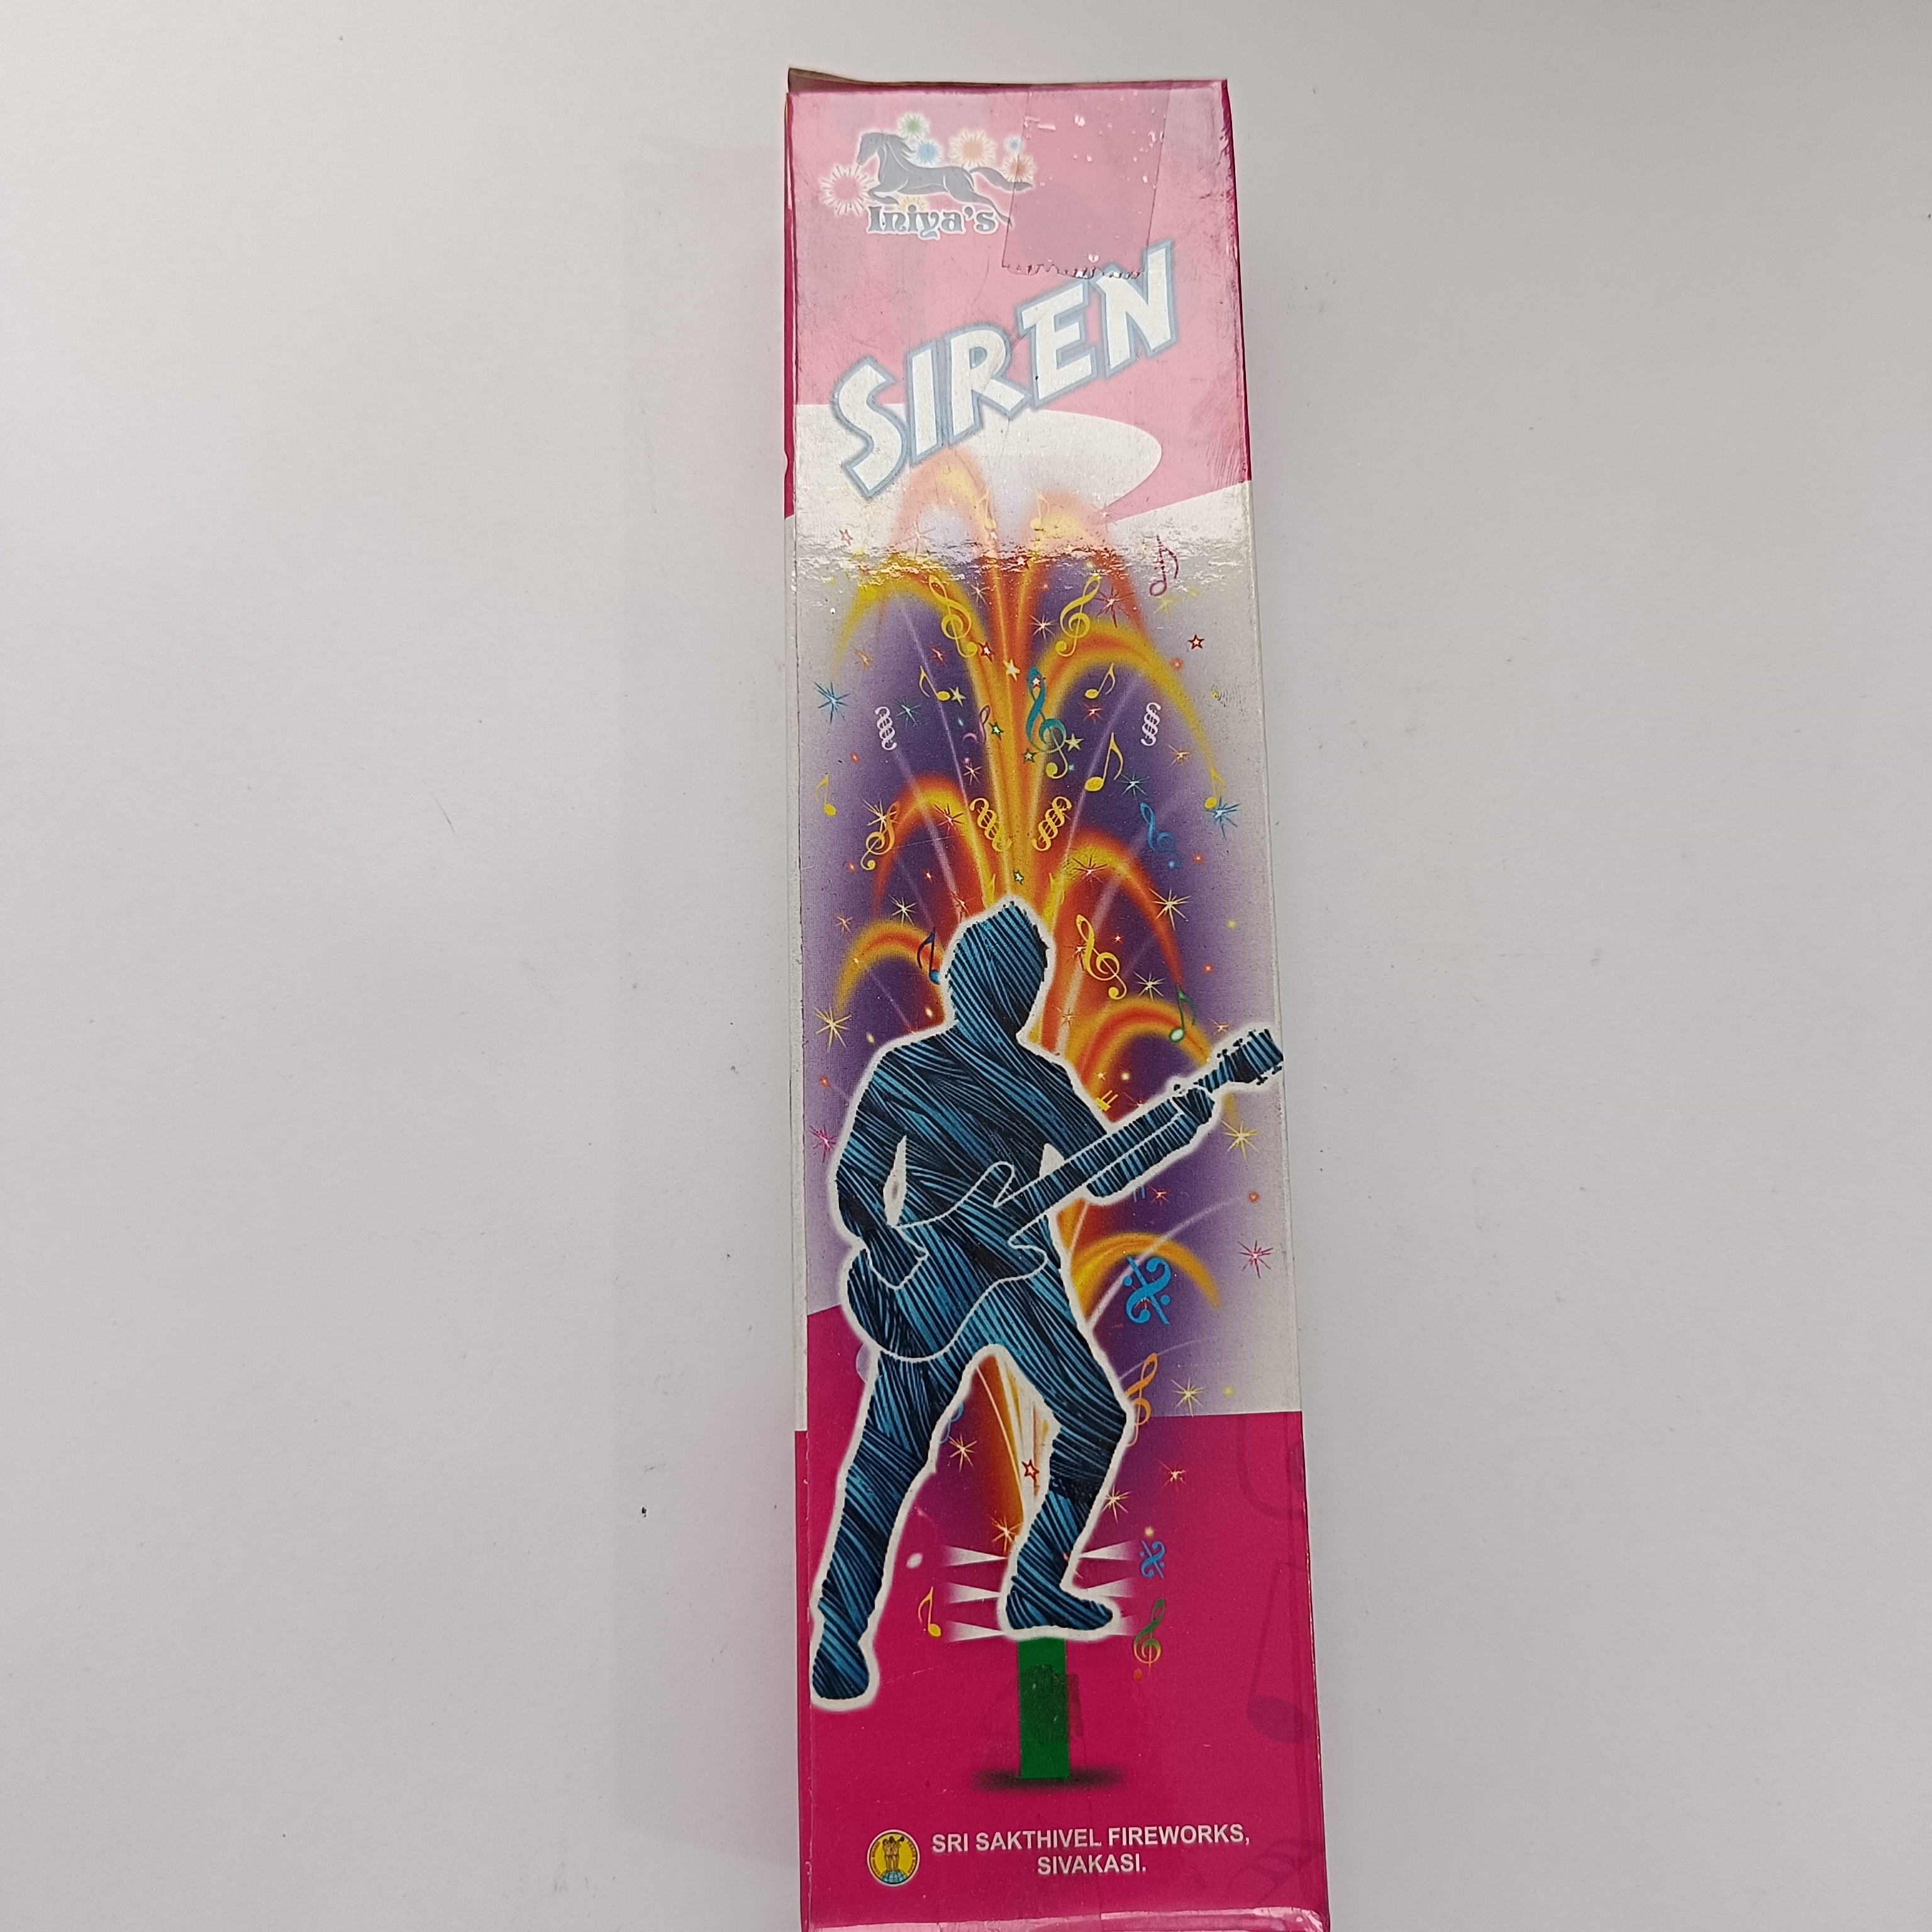 Iniya's
SIREN
SRI SAKTHIVEL FIREWORKS,
SIVAKASI.